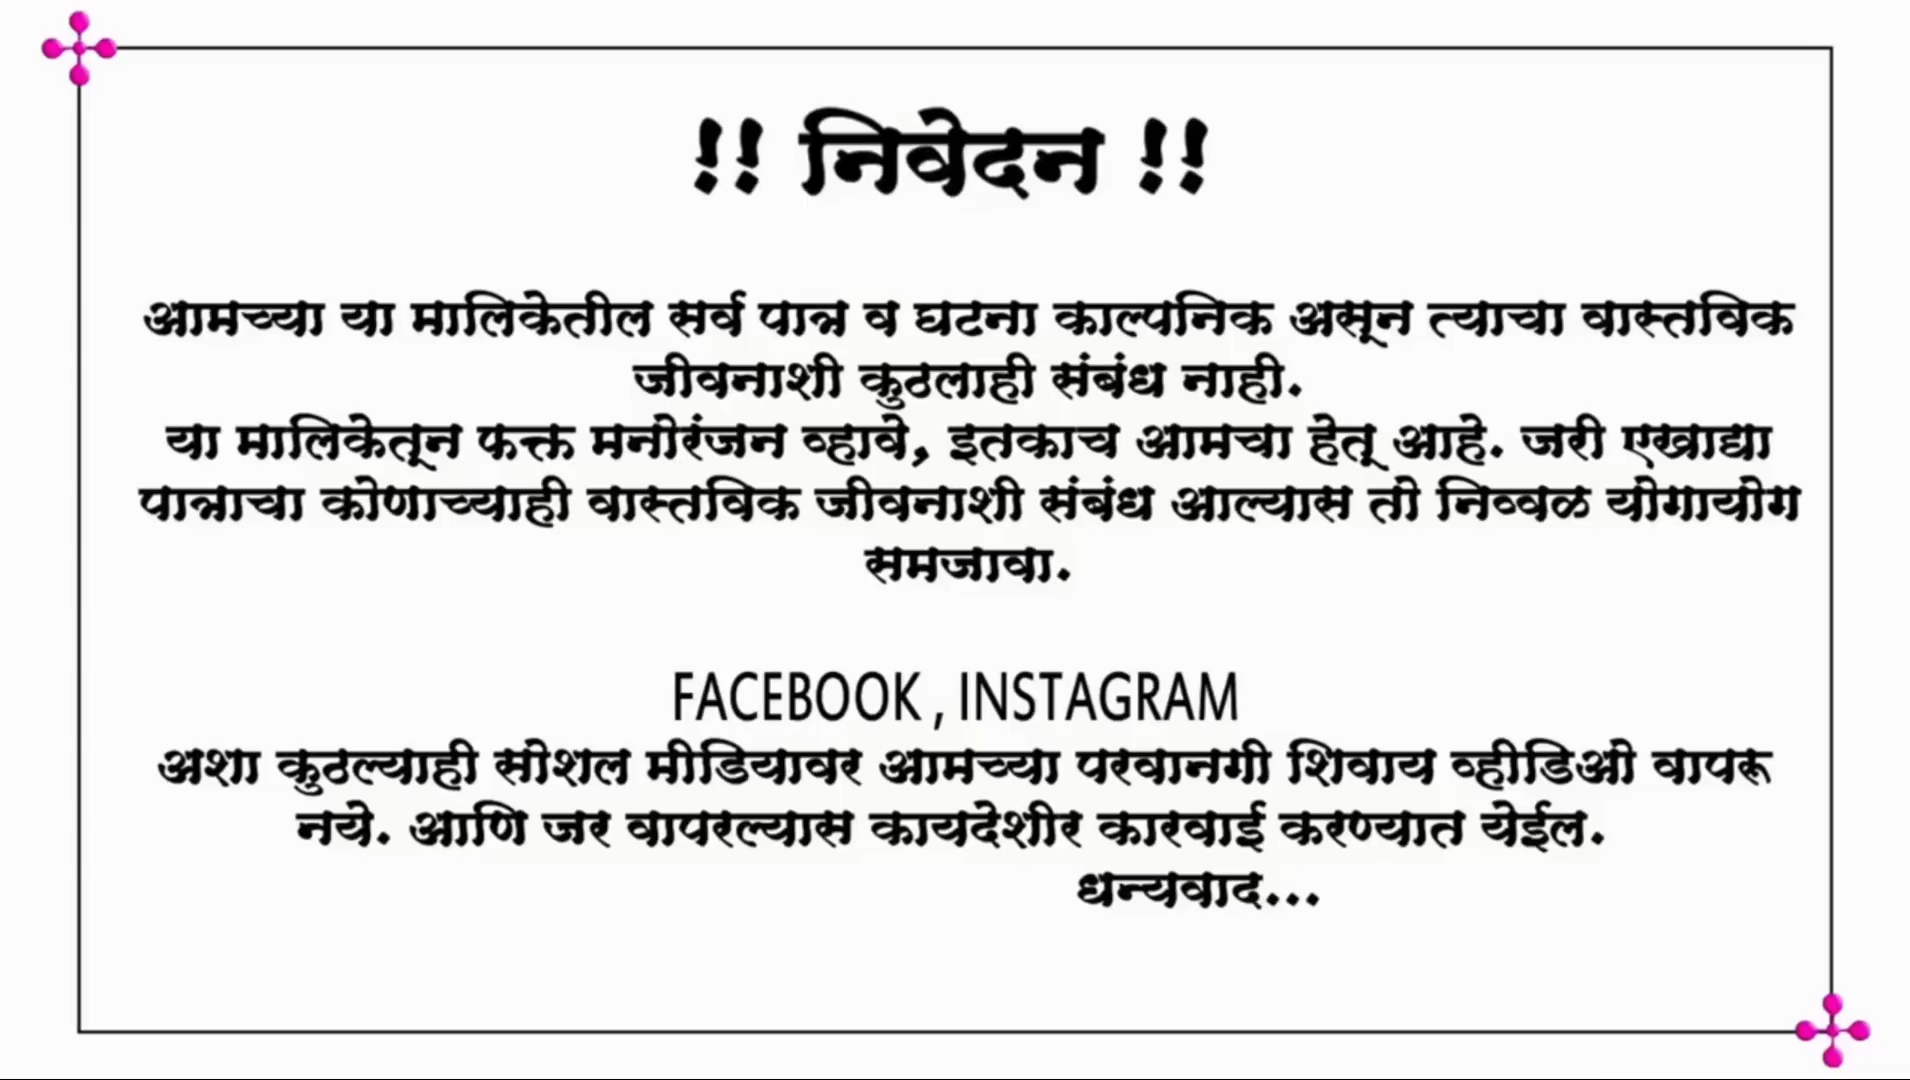 !! निवेदन !!
आमच्या या मालिकेतील सर्व पात्र व घटना काल्पनिक असून त्याचा वास्तविक
जीवनाशी कुठलाही संबंध नाही.
या मालिकेतून फक्त मनोरंजन व्हावे, इतकाच आमचा हेतू आहे. जरी एखाद्या
पात्राचा कोणाच्याही वास्तविक जीवनाशी संबंध आल्यास तो निव्वळ योगायोग
समजावा.
FACEBOOK , INSTAGRAM
अशा कुठल्याही सोशल मीडियावर आमच्या परवानगी शिवाय व्हीडिओ वापरू
नये. आणि जर वापरल्यास कायदेशीर कारवाई करण्यात येईल.
धन्यवाद...